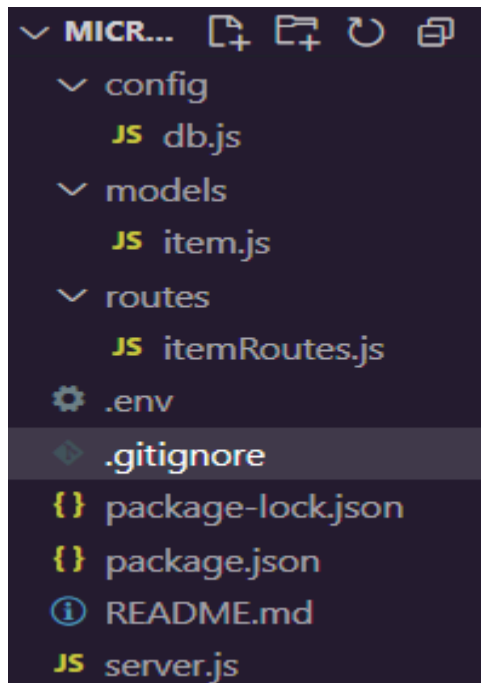 MICR...
config
JS db.js
models
JS item.js
routes
JS itemRoutes.js
.env
.gitignore
{} package-lock.json
{} package.json
README.md
JS server.js